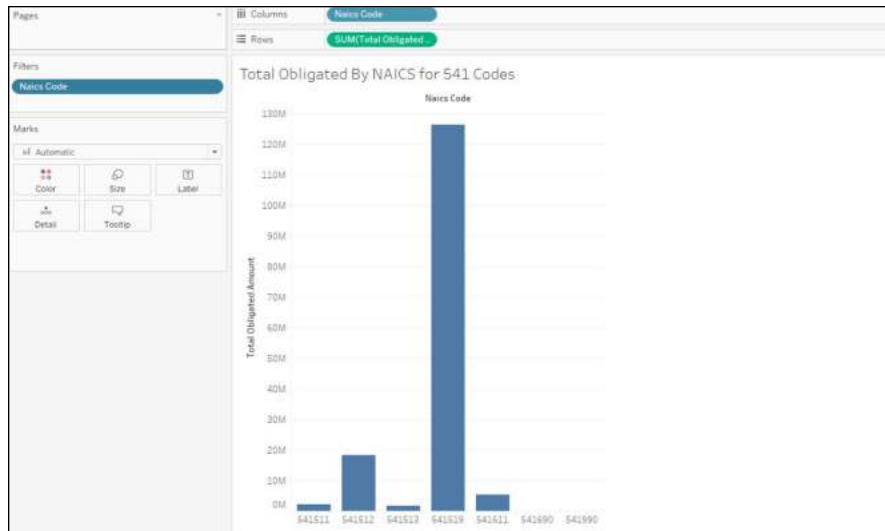 Pages
Columns
Naics Code
Rows
SUM(Total Obligated ..
Filters
Naics Code
Marks
Automatic
Color
Size
Label
Detail
Tooltip
Total Obligated By NAICS for 541 Codes
Naics Code
130M
120M
110M
100M
90M
80M
70M
60M
50M
40M
30M
20M
10M
0M
Total Obligated Amount
541511 541512 541513 541519 541611 541690 541990